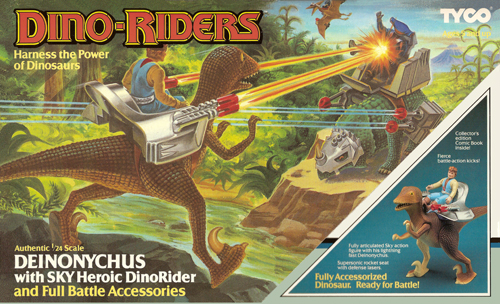 DINO-RIDERS
Harness the Power
of Dinosaurs
TYCO
Collector's
edition
Comic Book
inside!
Fierce
battle-action kicks!
Authentic 1/24 Scale
DEINONYCHUS
with SKY Heroic DinoRider
and Full Battle Accessories
Fully articulated Sky action
figure with his lightning
fast Deinonychus.
Supersonic rocket seat
with defense lasers.
Fully Accessorized
Dinosaur. Ready for Battle!